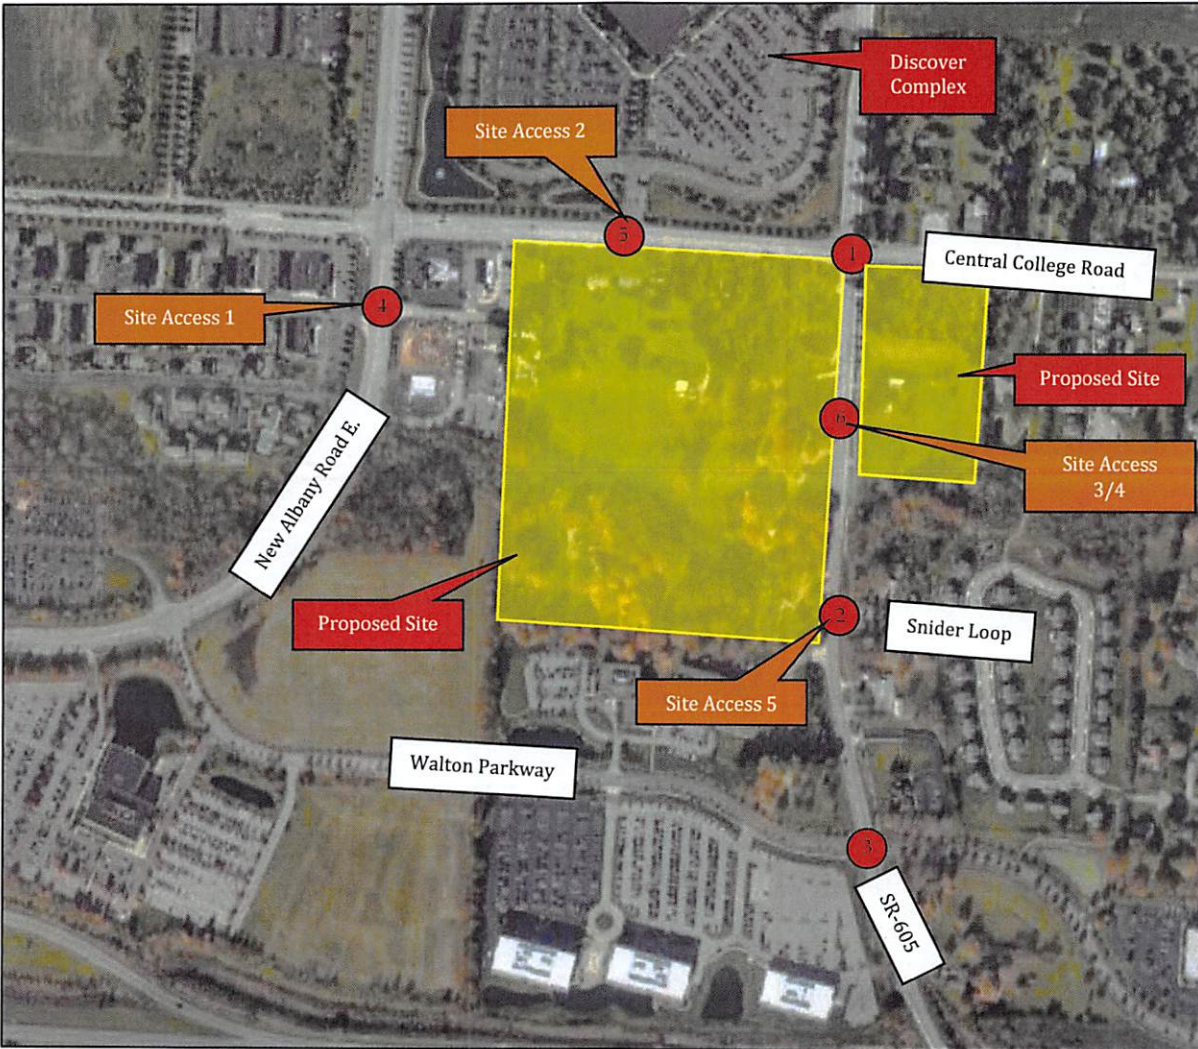 Discover
Complex
Site Access 2
5
1
Central College Road
Site Access 1
4
Proposed Site
6
Site Access
3/4
New Albany Road E.
Proposed Site
2
Snider Loop
Site Access 5
Walton Parkway
3
SR-605